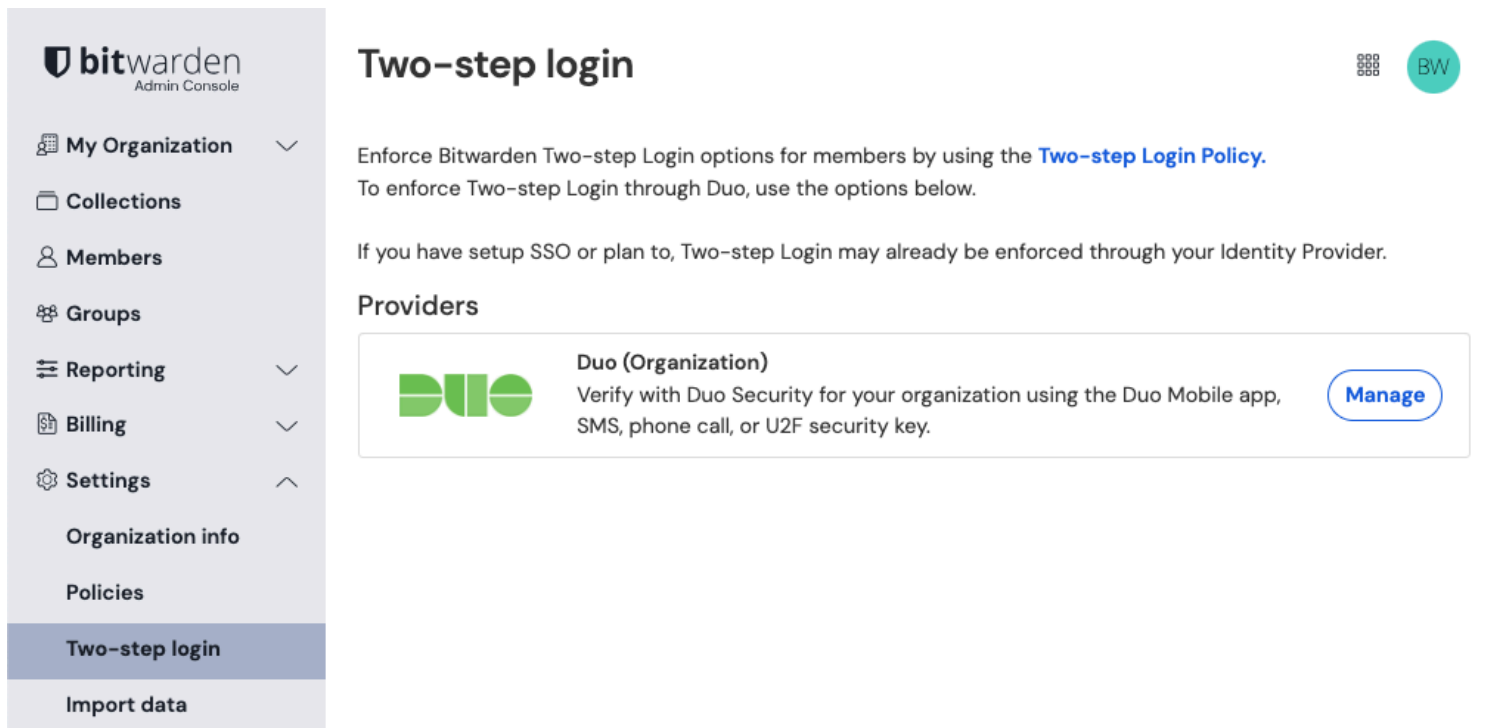 bitwarden
Admin Console
My Organization
Collections
Members
Groups
Reporting
Billing
Settings
Organization info
Policies
Two-step login
Import data
Two-step login
BW
Enforce Bitwarden Two-step Login options for members by using the Two-step Login Policy.
To enforce Two-step Login through Duo, use the options below.
If you have setup SSO or plan to, Two-step Login may already be enforced through your Identity Provider.
Providers
DUO
Duo (Organization)
Verify with Duo Security for your organization using the Duo Mobile app,
SMS, phone call, or U2F security key.
Manage